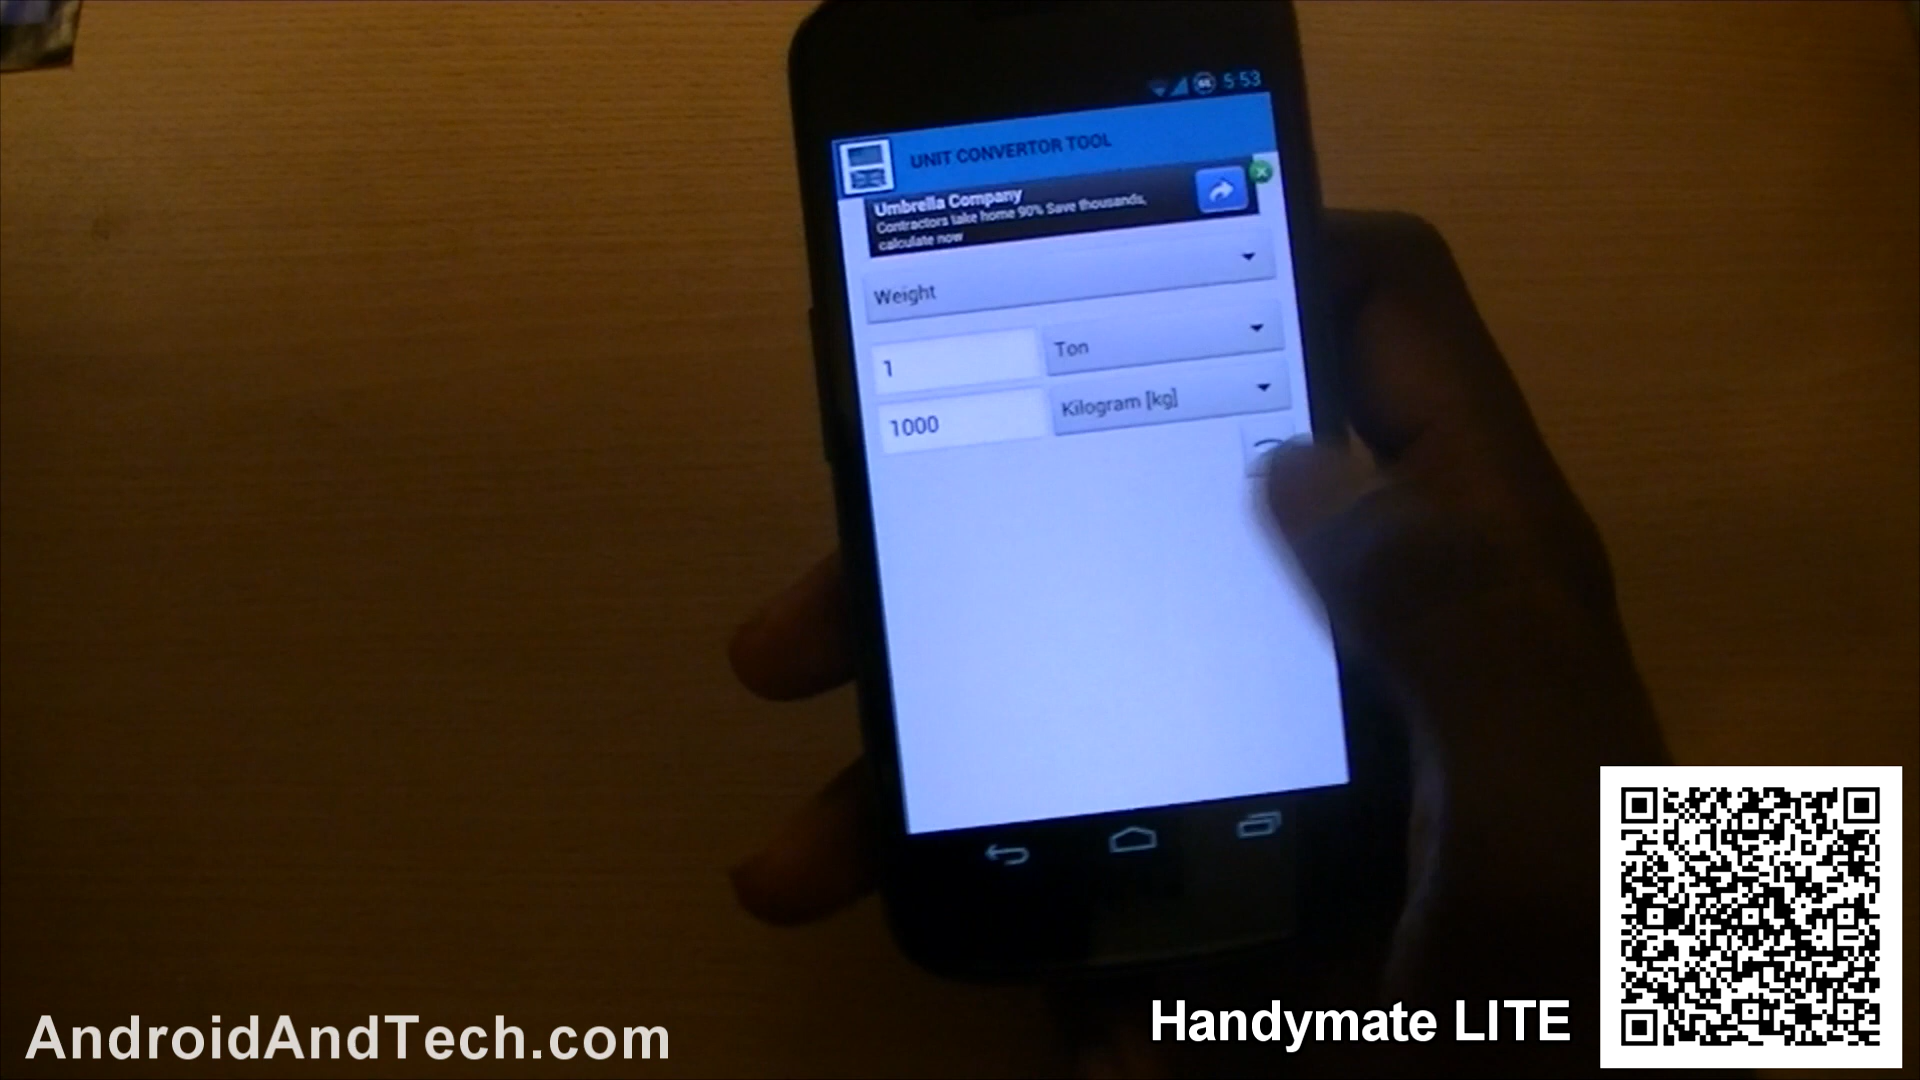 5:53
UNIT CONVERTOR TOOL
Umbrella Company
Contractors take home 90% Save thousands,
calculate now
Weight
1
Ton
1000
Kilogram [kg]
AndroidAndTech.com
Handymate LITE